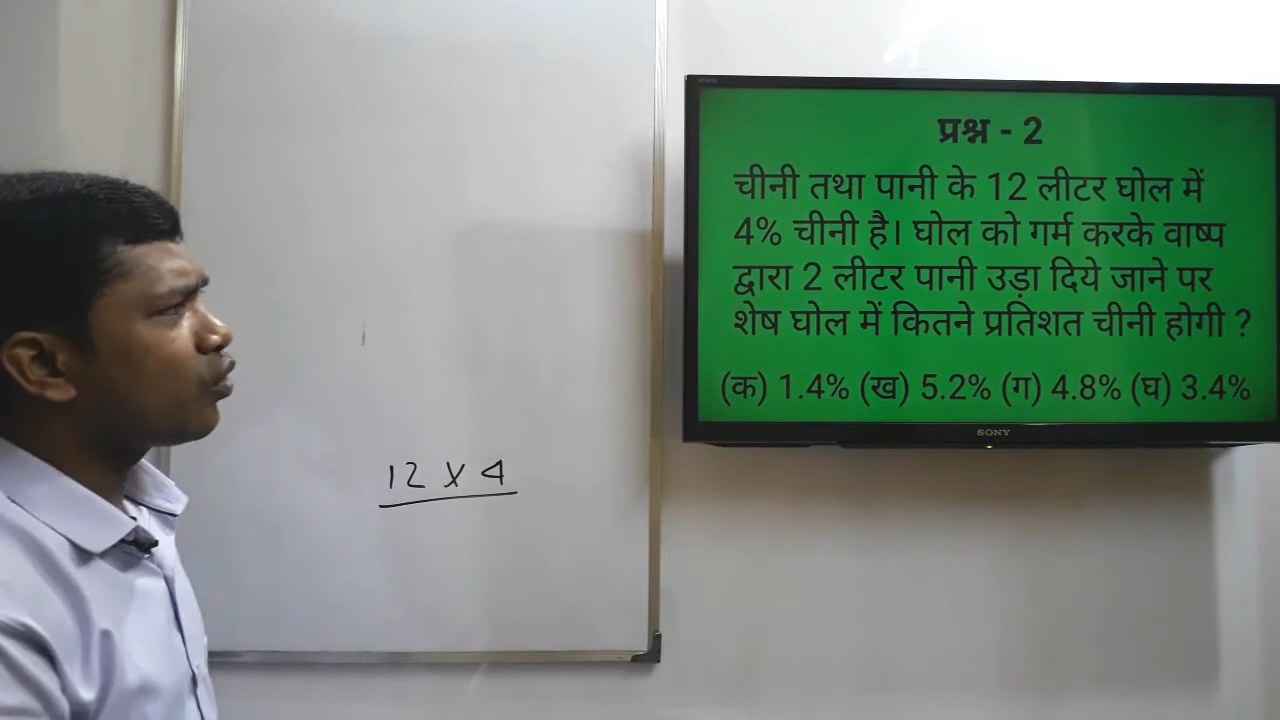 प्रश्न - 2
चीनी तथा पानी के 12 लीटर घोल में
4% चीनी है। घोल को गर्म करके वाष्प
द्वारा 2 लीटर पानी उड़ा दिये जाने पर
शेष घोल में कितने प्रतिशत चीनी होगी ?
(क) 1.4% (ख) 5.2% (ग) 4.8% (घ) 3.4%
SONY
12 x 4